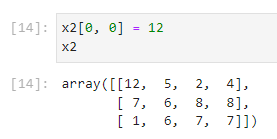 [14]: x2[0, 0] = 12
x2
[14]: array([[12, 5, 2, 4],
[ 7, 6, 8, 8],
[ 1, 6, 7, 7]])